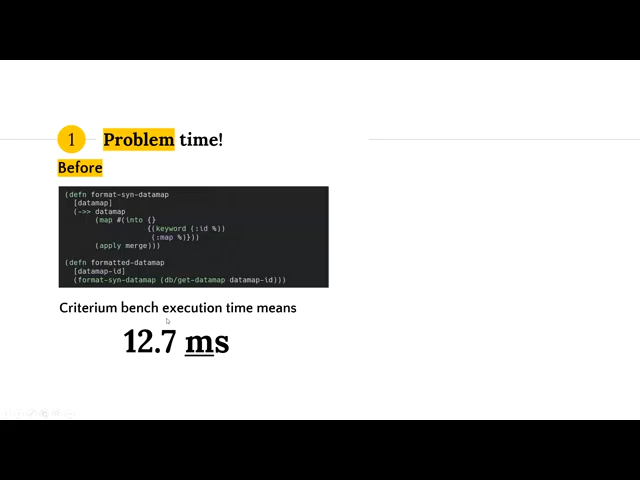 1 Problem time!
Before
(defn format-syn-datamap
[datamap]
(->> datamap
(map #(into {}
{(keyword (:id %))
(:map %)}))
(apply merge)))
(defn formatted-datamap
[datamap-id]
(format-syn-datamap (db/get-datamap datamap-id)))
Criterium bench execution time means
12.7 ms